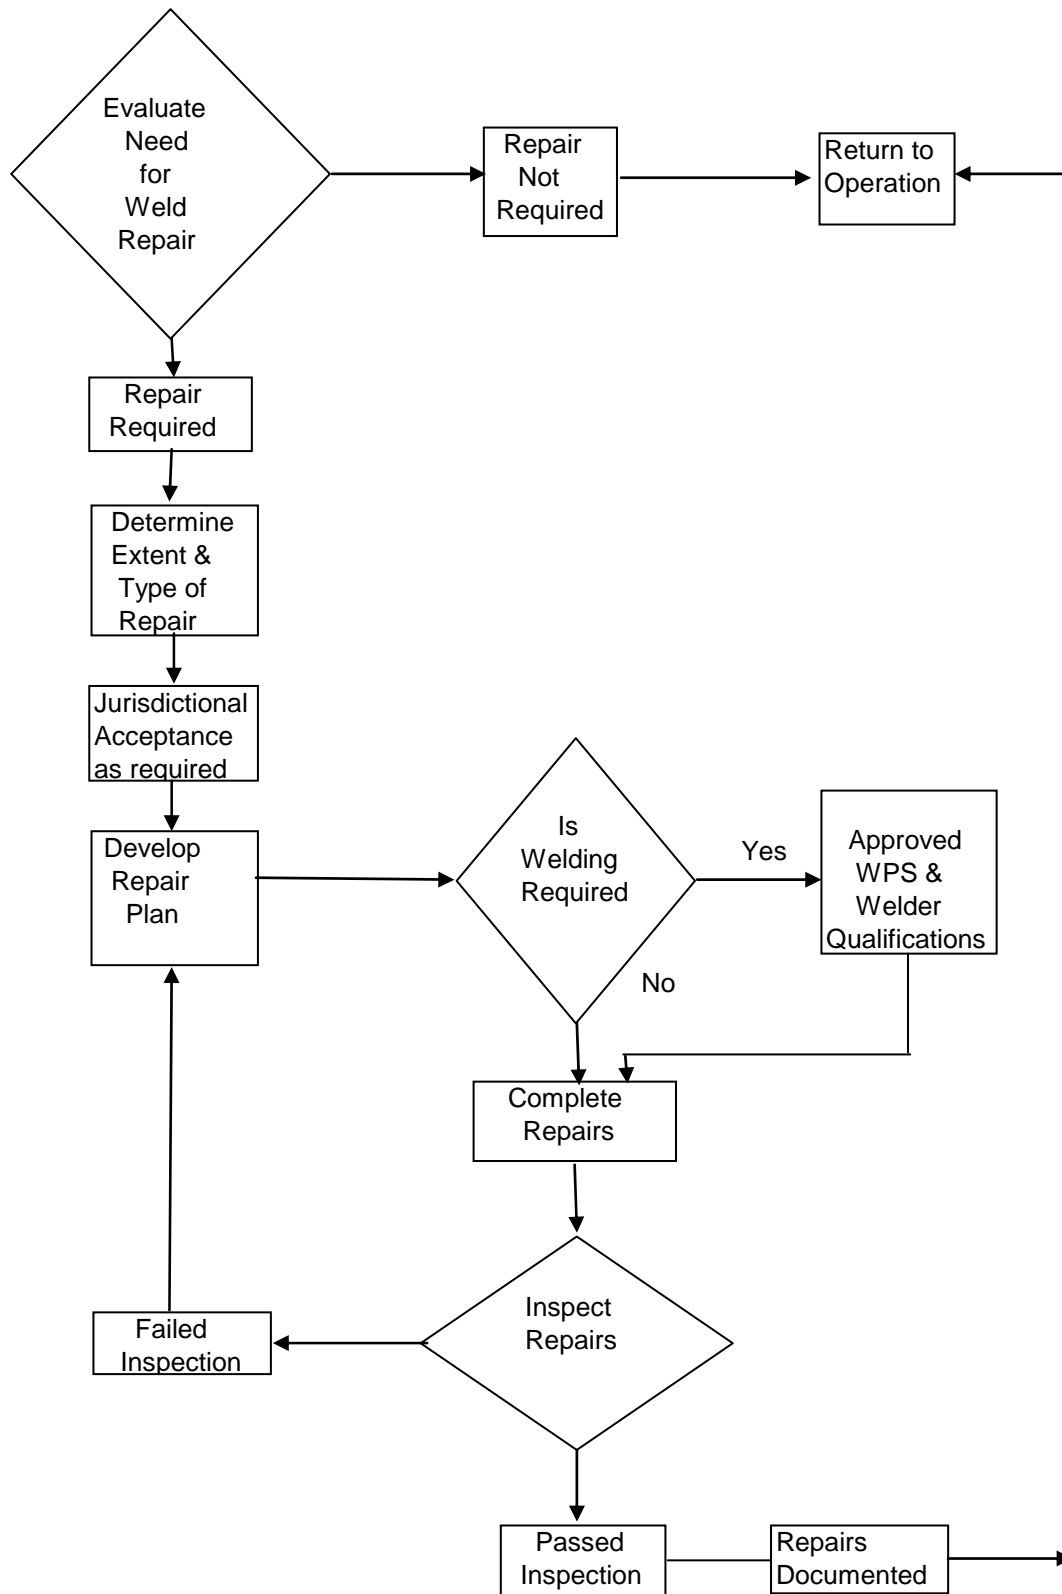 Evaluate
Need
for
Weld
Repair
Repair
Not
Required
Return to
Operation
Repair
Required
Determine
Extent &
Type of
Repair
Jurisdictional
Acceptance
as required
Develop
Repair
Plan
Is
Welding
Required
Yes
Approved
WPS &
Welder
Qualifications
No
Complete
Repairs
Inspect
Repairs
Failed
Inspection
Passed
Inspection
Repairs
Documented